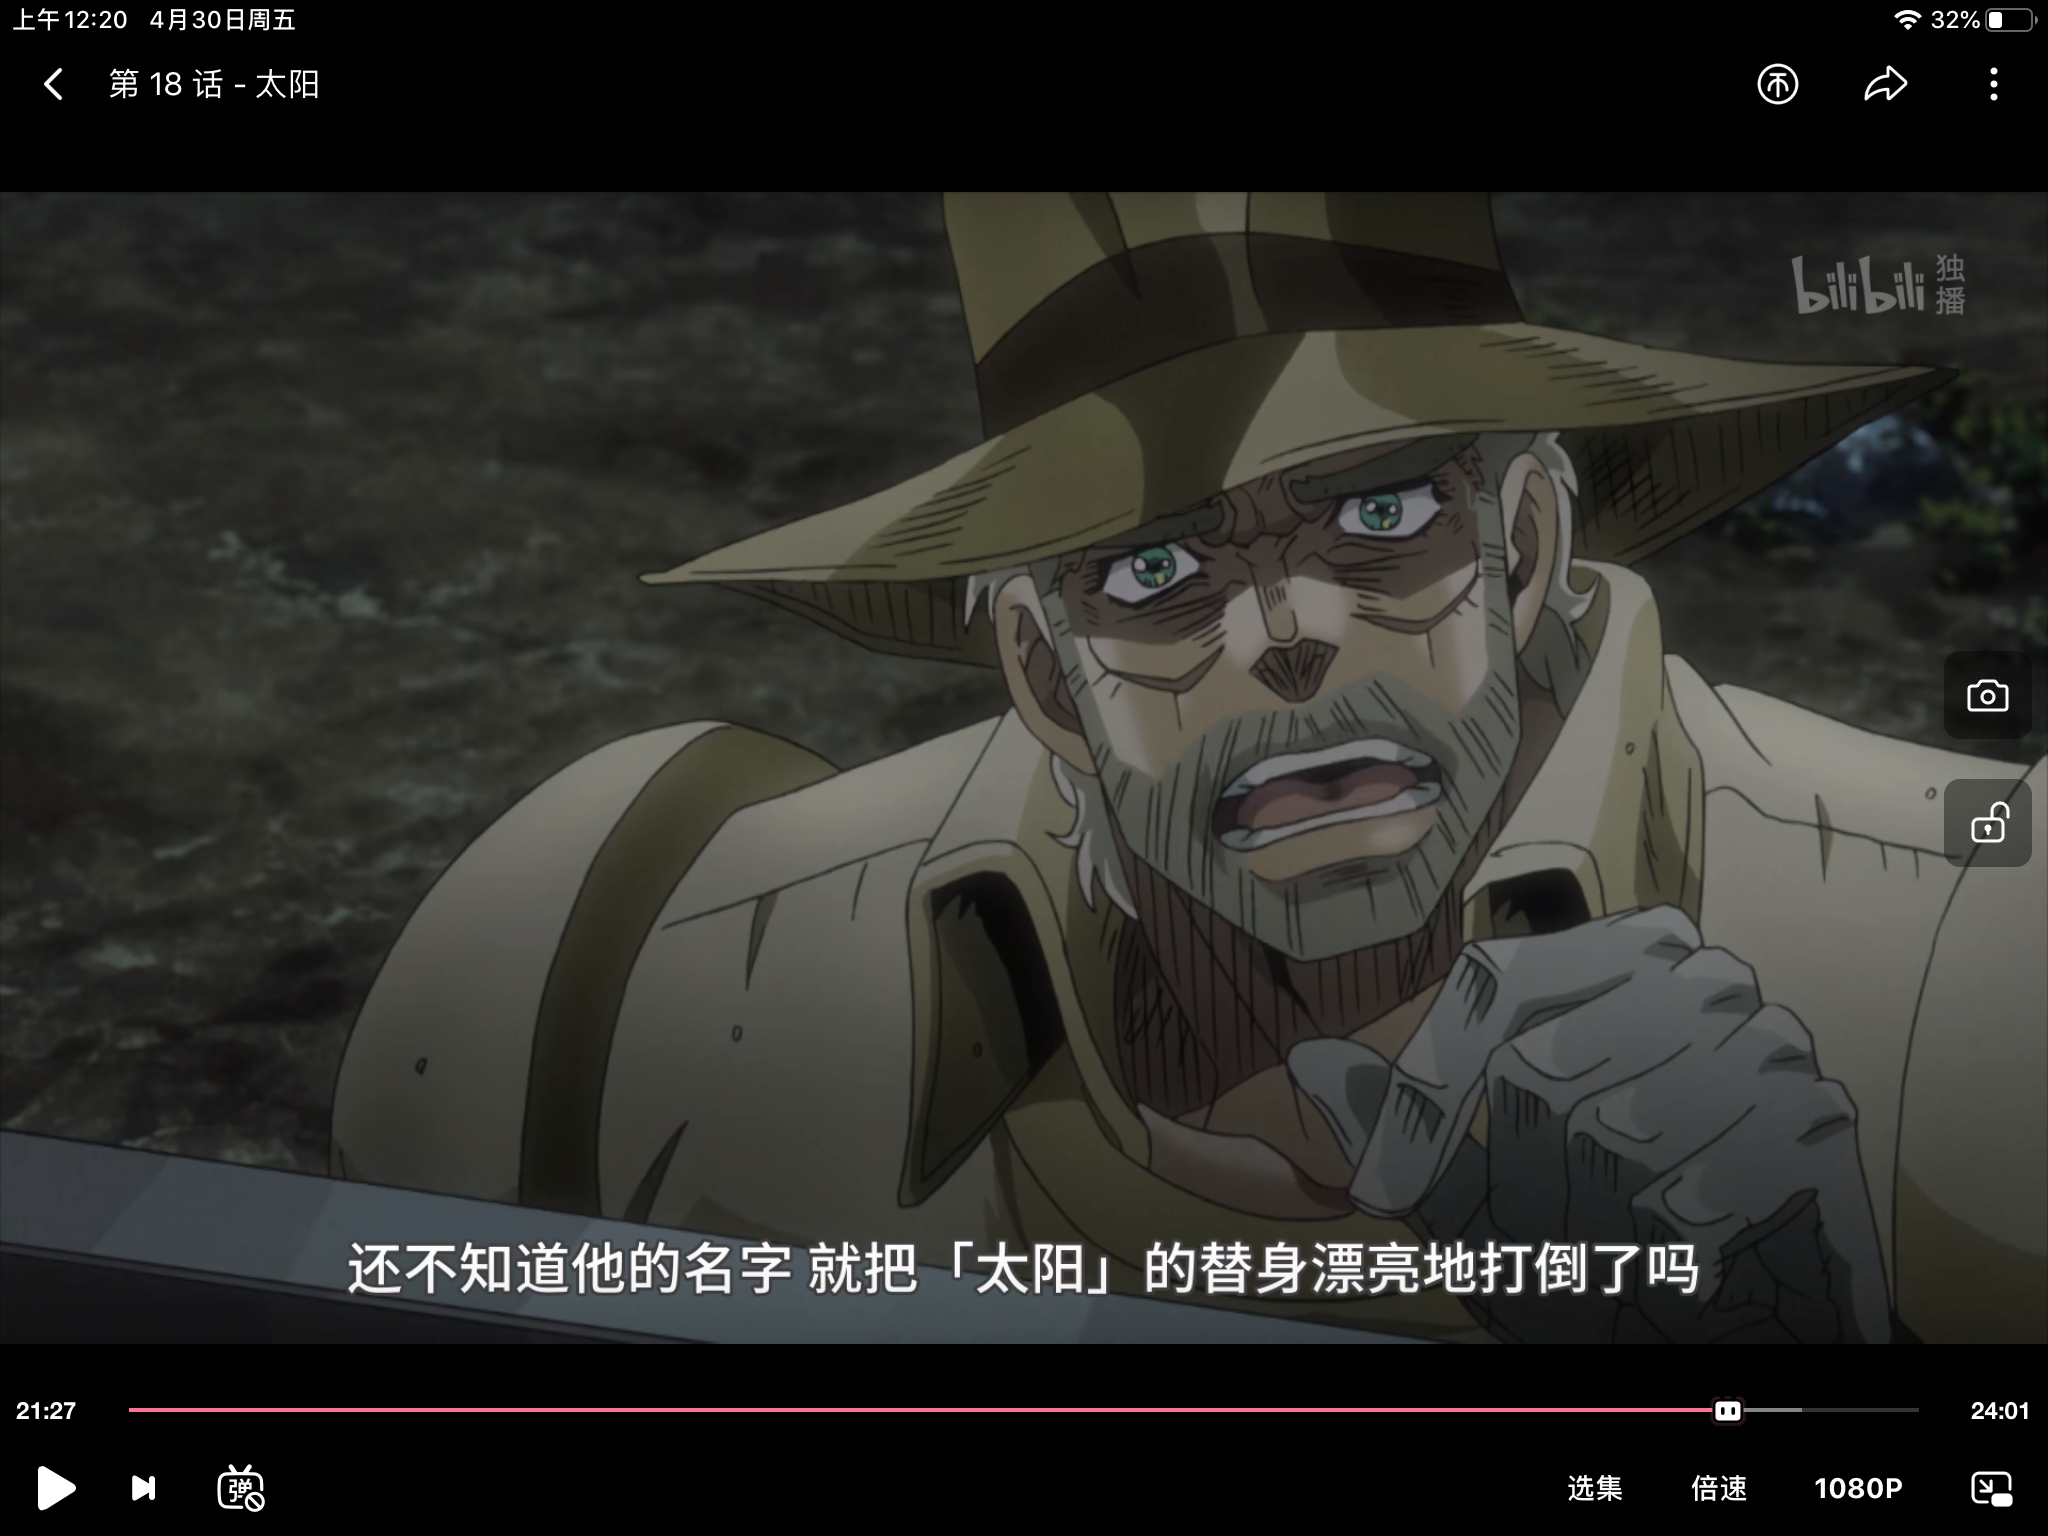 上午12:20 4月30日周五
32%
第 18 话 - 太阳
bilibili 独播
还不知道他的名字 就把「太阳」的替身漂亮地打倒了吗
21:27
24:01
弹
选集 倍速 1080P